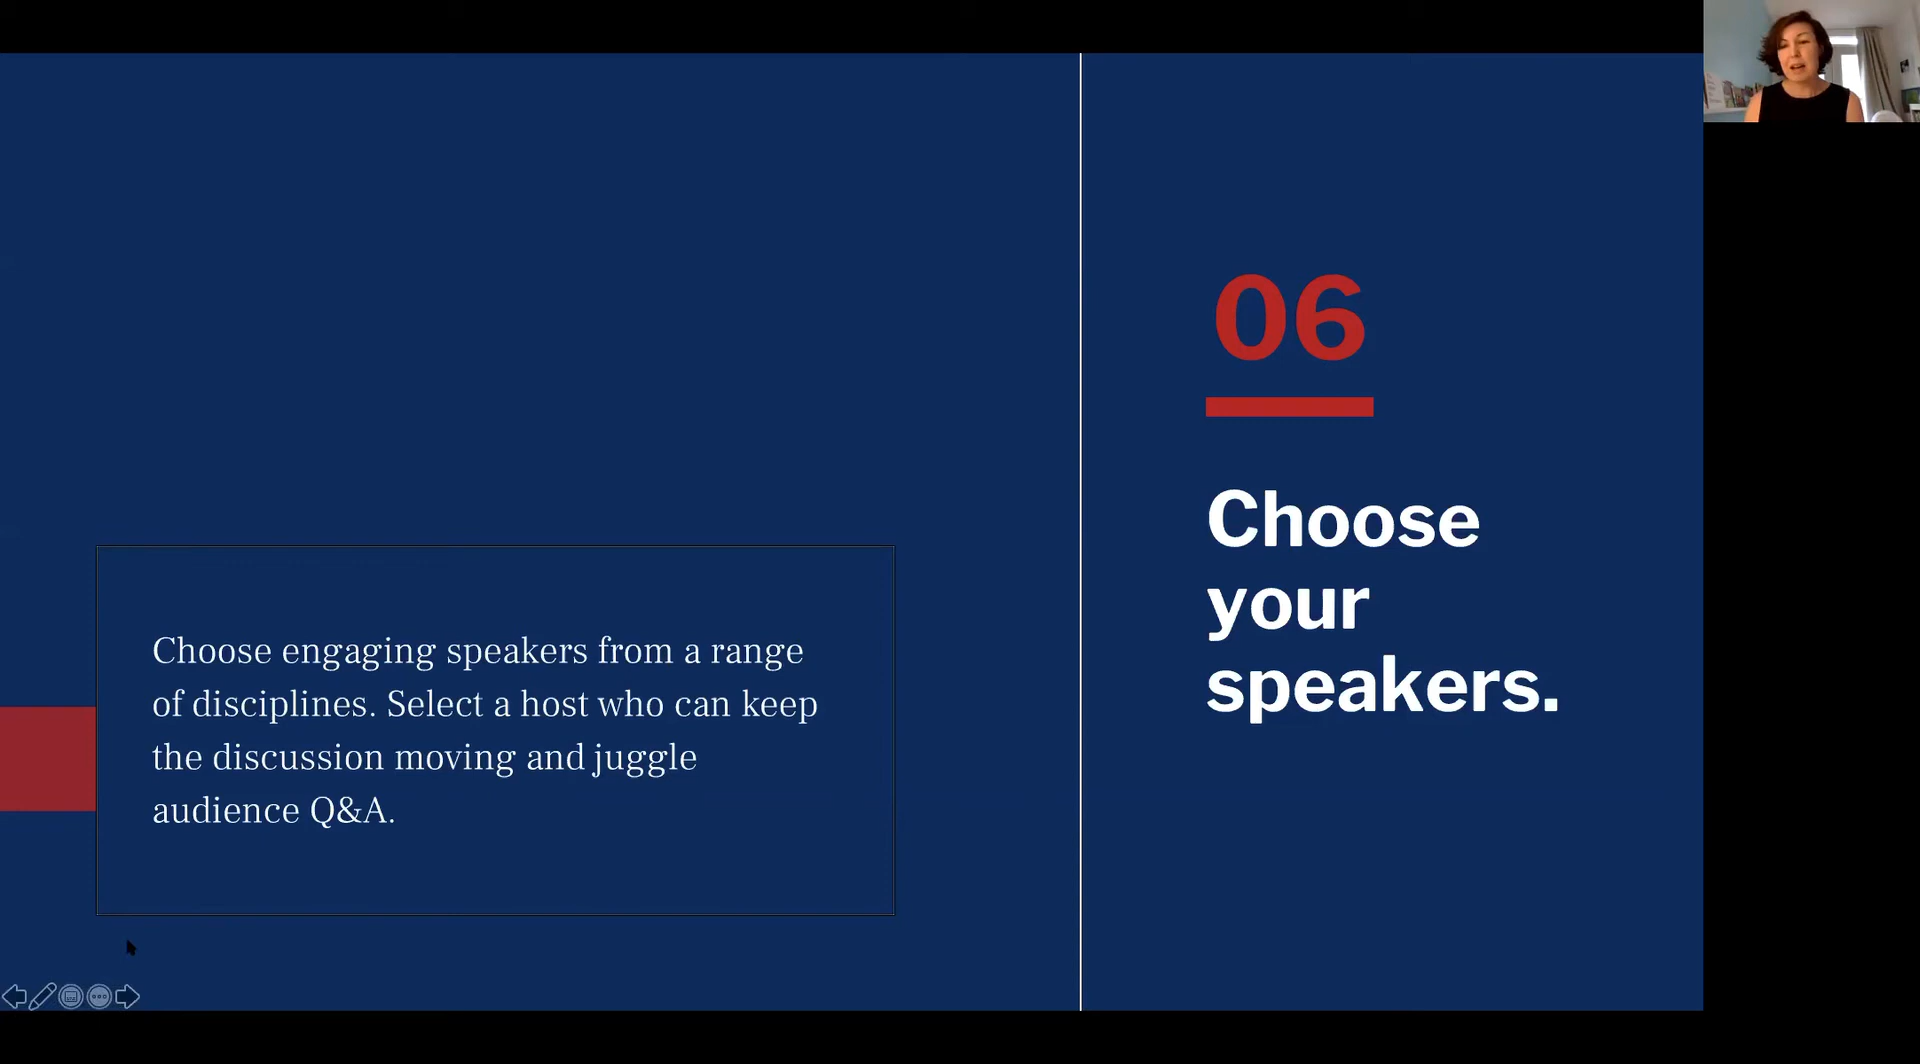 06
Choose
your
speakers.
Choose engaging speakers from a range
of disciplines. Select a host who can keep
the discussion moving and juggle
audience Q&A.